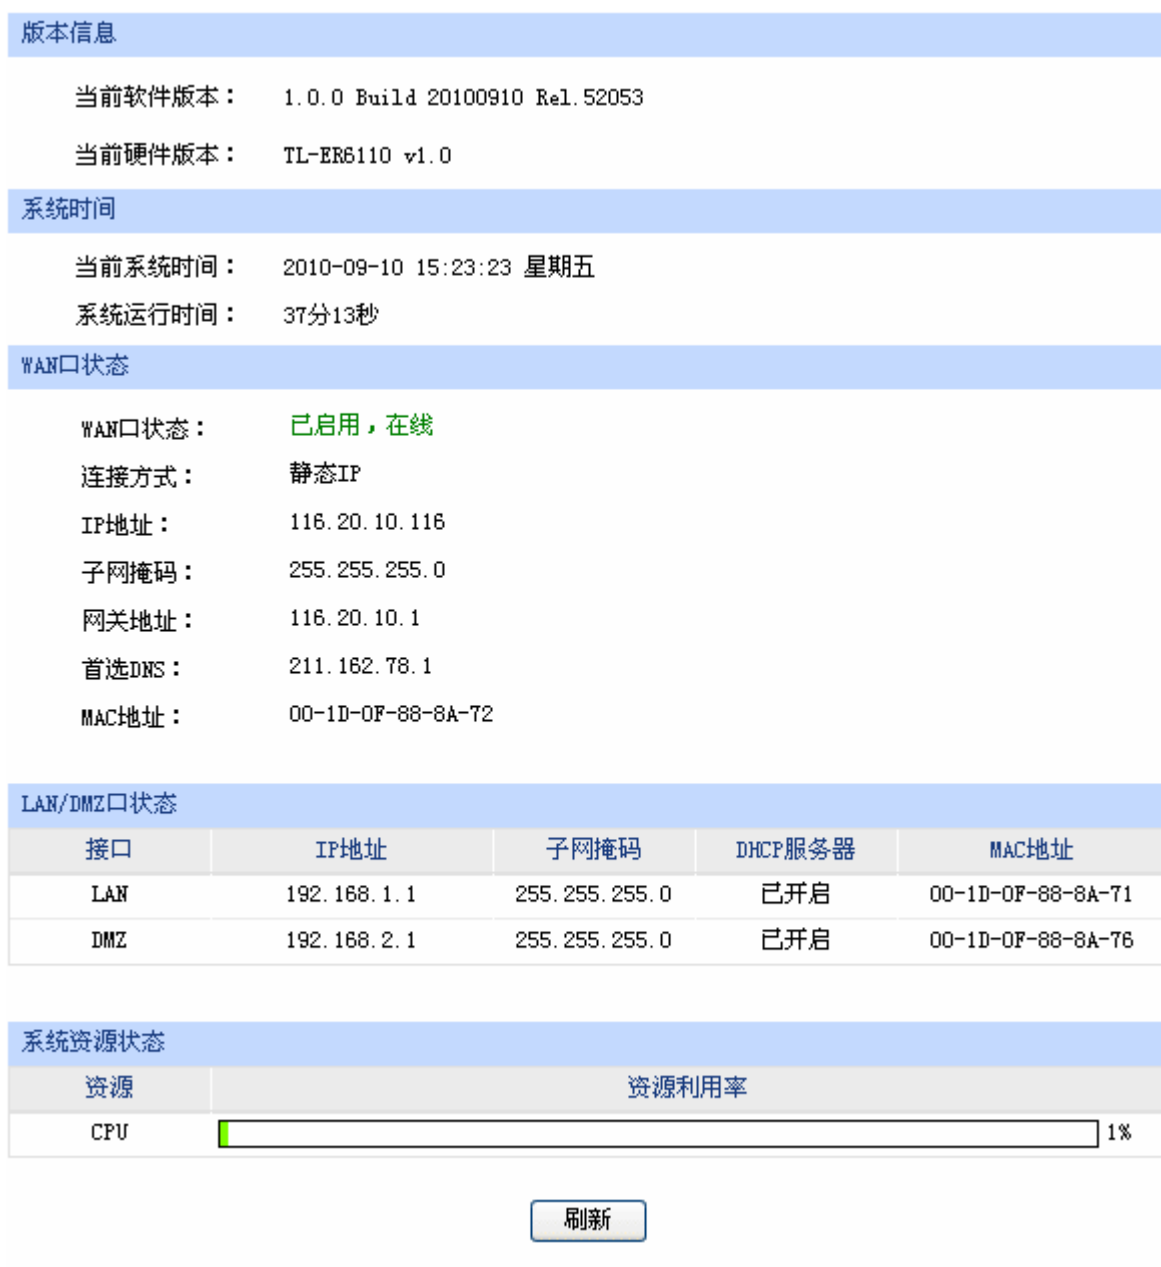 版本信息
当前软件版本： 1.0.0 Build 20100910 Rel.52053
当前硬件版本： TL-ER6110 v1.0
系统时间
当前系统时间： 2010-09-10 15:23:23 星期五
系统运行时间： 37分13秒
WAN口状态
WAN口状态： 已启用，在线
连接方式： 静态IP
IP地址： 116.20.10.116
子网掩码： 255.255.255.0
网关地址： 116.20.10.1
首选DNS： 211.162.78.1
MAC地址： 00-1D-0F-88-8A-72
LAN/DMZ口状态
接口 IP地址 子网掩码 DHCP服务器 MAC地址
LAN 192.168.1.1 255.255.255.0 已开启 00-1D-0F-88-8A-71
DMZ 192.168.2.1 255.255.255.0 已开启 00-1D-0F-88-8A-76
系统资源状态
资源 资源利用率
CPU 1%
刷新